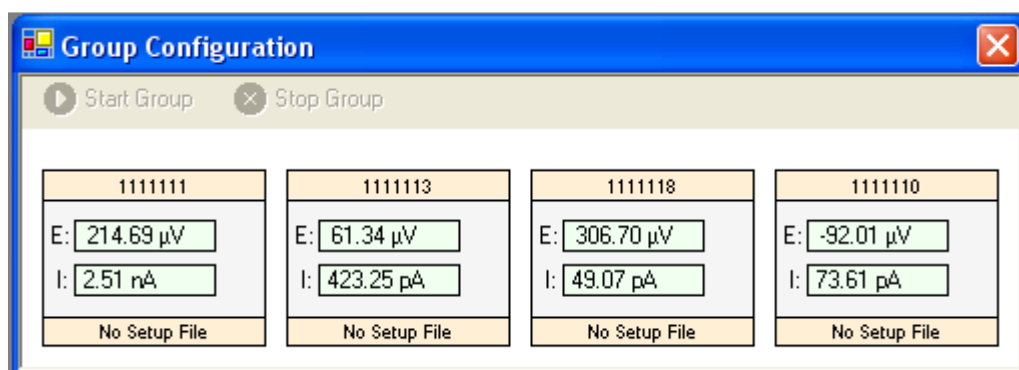 Group Configuration
Start Group Stop Group
1111111 1111113 1111118 1111110
E: 214.69 µV E: 61.34 µV E: 306.70 µV E: -92.01 µV
I: 2.51 nA I: 423.25 pA I: 49.07 pA I: 73.61 pA
No Setup File No Setup File No Setup File No Setup File